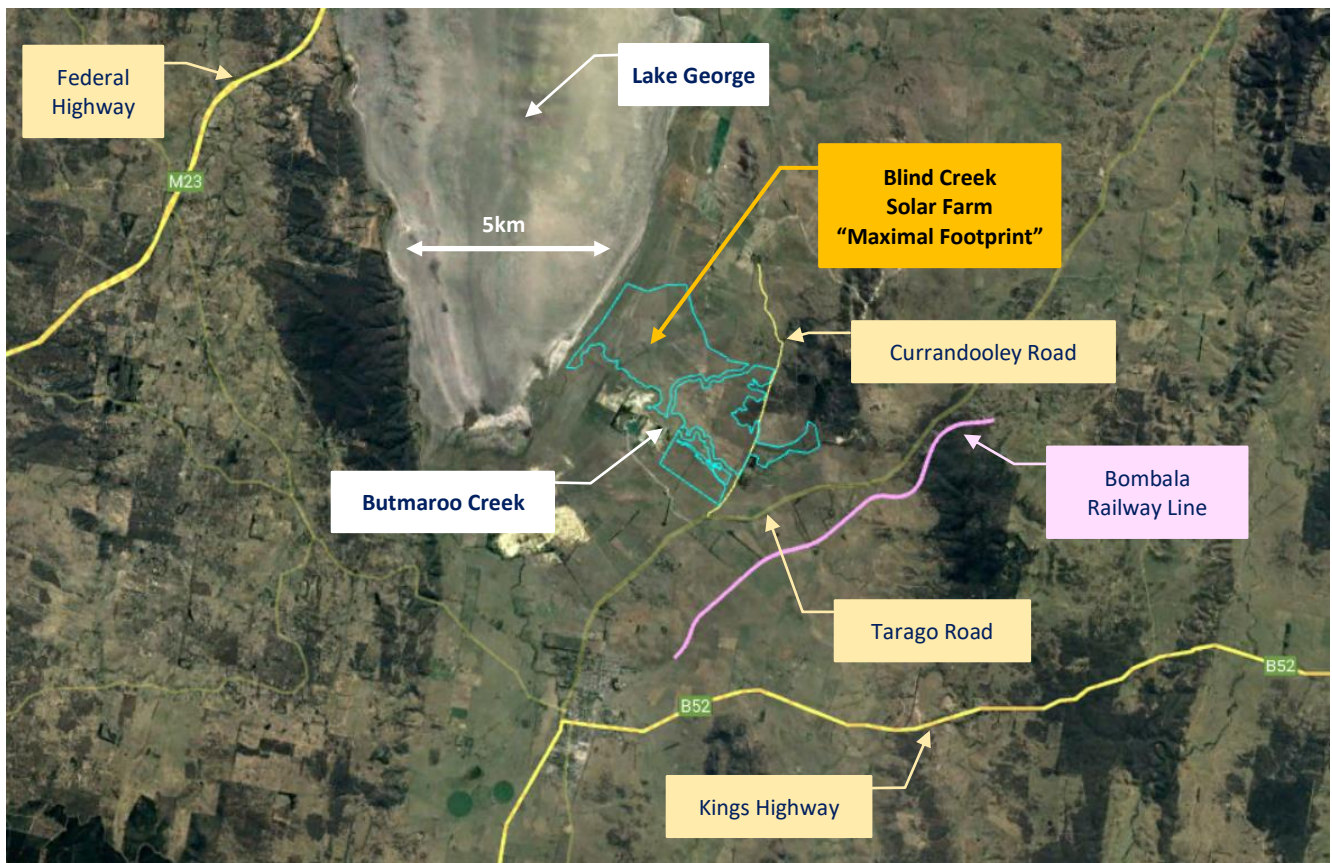 Federal
Highway
Lake George
M23
Blind Creek
Solar Farm
“Maximal Footprint”
5km
Currandooley Road
Butmaroo Creek
Bombala
Railway Line
Tarago Road
B52
B52
Kings Highway